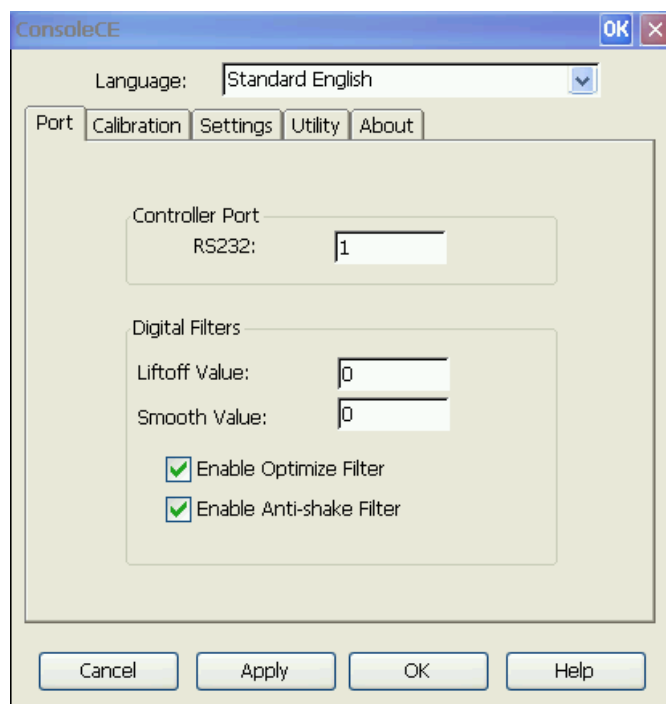 ConsoleCE OK
Language: Standard English
Port Calibration Settings Utility About
Controller Port
RS232: 1
Digital Filters
Liftoff Value: 0
Smooth Value: 0
Enable Optimize Filter
Enable Anti-shake Filter
Cancel Apply OK Help